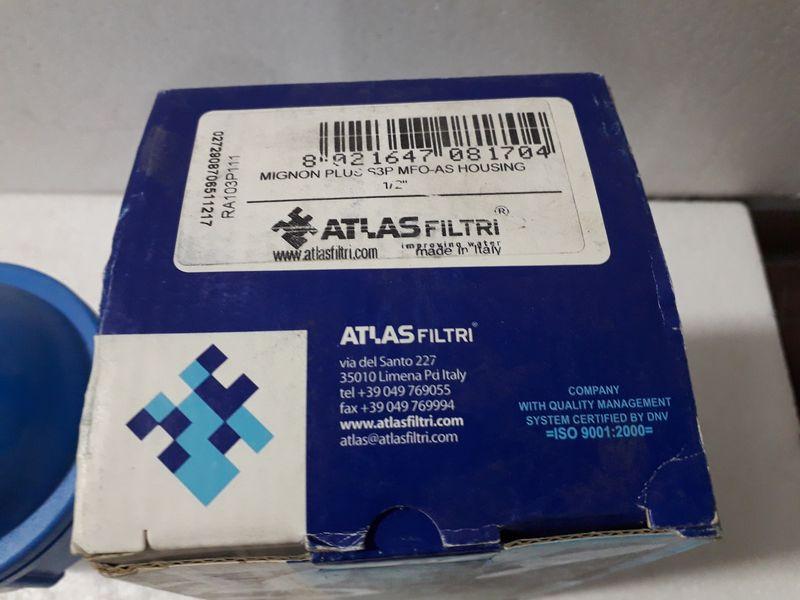 8 021647 081704
MIGNON PLUS S3P MFO-AS HOUSING
1/2"
ATLAS FILTRI ®
improving water
www.atlasfiltri.com made in Italy
0272908706511217
RA103P111
ATLAS FILTRI®
via del Santo 227
35010 Limena Pd Italy
tel +39 049 769055
fax +39 049 769994
www.atlasfiltri.com
atlas@atlasfiltri.com
COMPANY
WITH QUALITY MANAGEMENT
SYSTEM CERTIFIED BY DNV
=ISO 9001:2000=